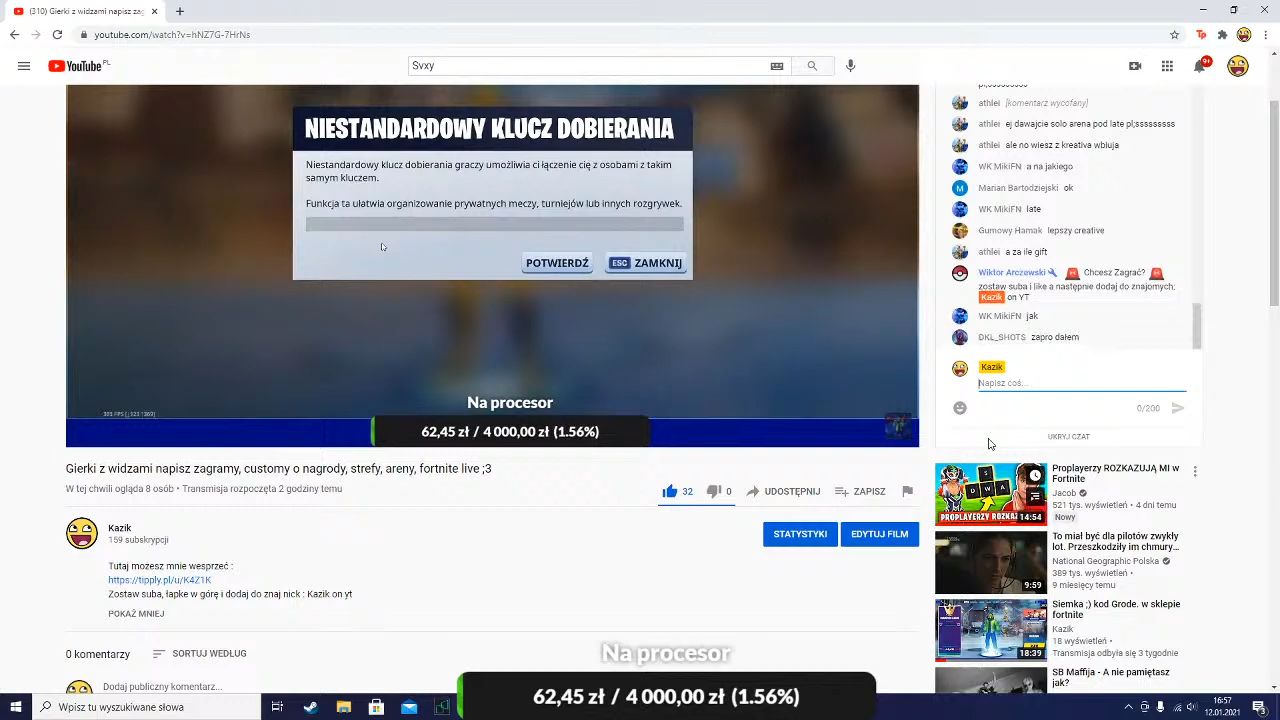 (310) Gierki z widzami napisz zag
youtube.com/watch?v=hNZ7G-7HrNs
Tp
YouTube PL
Svxy
9+
NIESTANDARDOWY KLUCZ DOBIERANIA
Niestandardowy klucz dobierania graczy umożliwia ci łączenie cię z osobami z takim
samym kluczem.
Funkcja ta ułatwia organizowanie prywatnych meczy, turniejów lub innych rozgrywek.
POTWIERDŹ
ESC ZAMKNIJ
Na procesor
62,45 zł / 4 000,00 zł (1.56%)
athlei [komentarz wycofany]
athlei ej dawajcie solo arena pod late pl;sssssssss
athlei ale no wiesz z kreatiwa wbiuja
WK MikiFN a na jakiego
M Marian Bartodziejski ok
WK MikiFN late
Gumowy Hamak lepszy creative
athlei a za ile gift
Wiktor Arczewski Chcesz Zagrać?
zostaw suba i like a następnie dodaj do znajomych;
Kazik on YT
WK MikiFN jak
ĐKL_SHOTS zapro dałem
Kazik
Napisz coś...
0/200
UKRYJ CZAT
Gierki z widzami napisz zagramy, customy o nagrody, strefy, areny, fortnite live ;3
W tej chwili ogląda 8 osób • Transmisja rozpoczęta 2 godziny temu
32
0
UDOSTĘPNIJ
ZAPISZ
Kazik
159 subskrypcji
STATYSTYKI
EDYTUJ FILM
Tutaj mozesz mnie wesprzeć :
https://tipply.pl/u/K4Z1K
Zostaw suba, łapke w górę i dodaj do znaj nick : Kazik on yt
POKAŻ MNIEJ
0 komentarzy
SORTUJ WEDŁUG
Dodaj publiczny komentarz...
S
D W A
14:54
Proplayerzy ROZKAZUJĄ MI w
Fortnite
Jacob
521 tys. wyświetleń • 4 dni temu
Nowy
9:59
To miał być dla pilotów zwykły
lot. Przeszkodziły im chmury...
National Geographic Polska
389 tys. wyświetleń •
9 miesięcy temu
18:39
Siemka ;) kod Grode. w sklepie
fortnite
Kazik
18 wyświetleń •
Transmisja odbyła się 3 tygodnie
SB Maffija - A nie pamiętasz
jak?
Na procesor
62,45 zł / 4 000,00 zł (1.56%)
Wpisz tu wyszukiwane słowa
16:57
12.01.2021
3